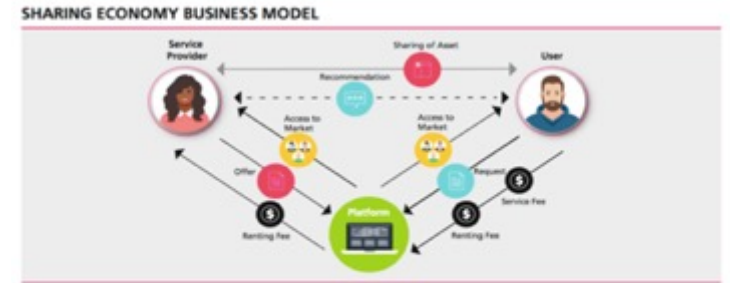 SHARING ECONOMY BUSINESS MODEL
Service
Provider
Sharing of Asset
User
Recommendation
Access to
Market
Access to
Market
Offer
Request
Platform
Service Fee
Renting Fee
Renting Fee